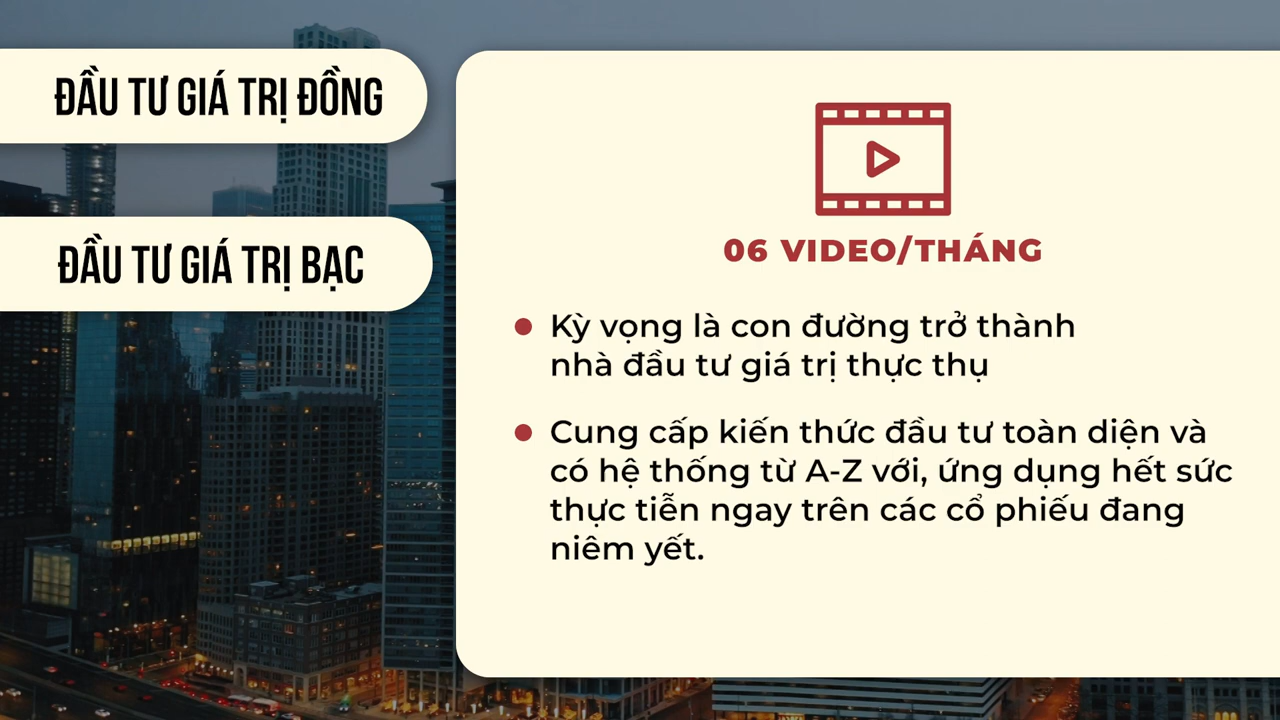 ĐẦU TƯ GIÁ TRỊ ĐỒNG
ĐẦU TƯ GIÁ TRỊ BẠC
06 VIDEO/THÁNG
Kỳ vọng là con đường trở thành
nhà đầu tư giá trị thực thụ
Cung cấp kiến thức đầu tư toàn diện và
có hệ thống từ A-Z với, ứng dụng hết sức
thực tiễn ngay trên các cổ phiếu đang
niêm yết.